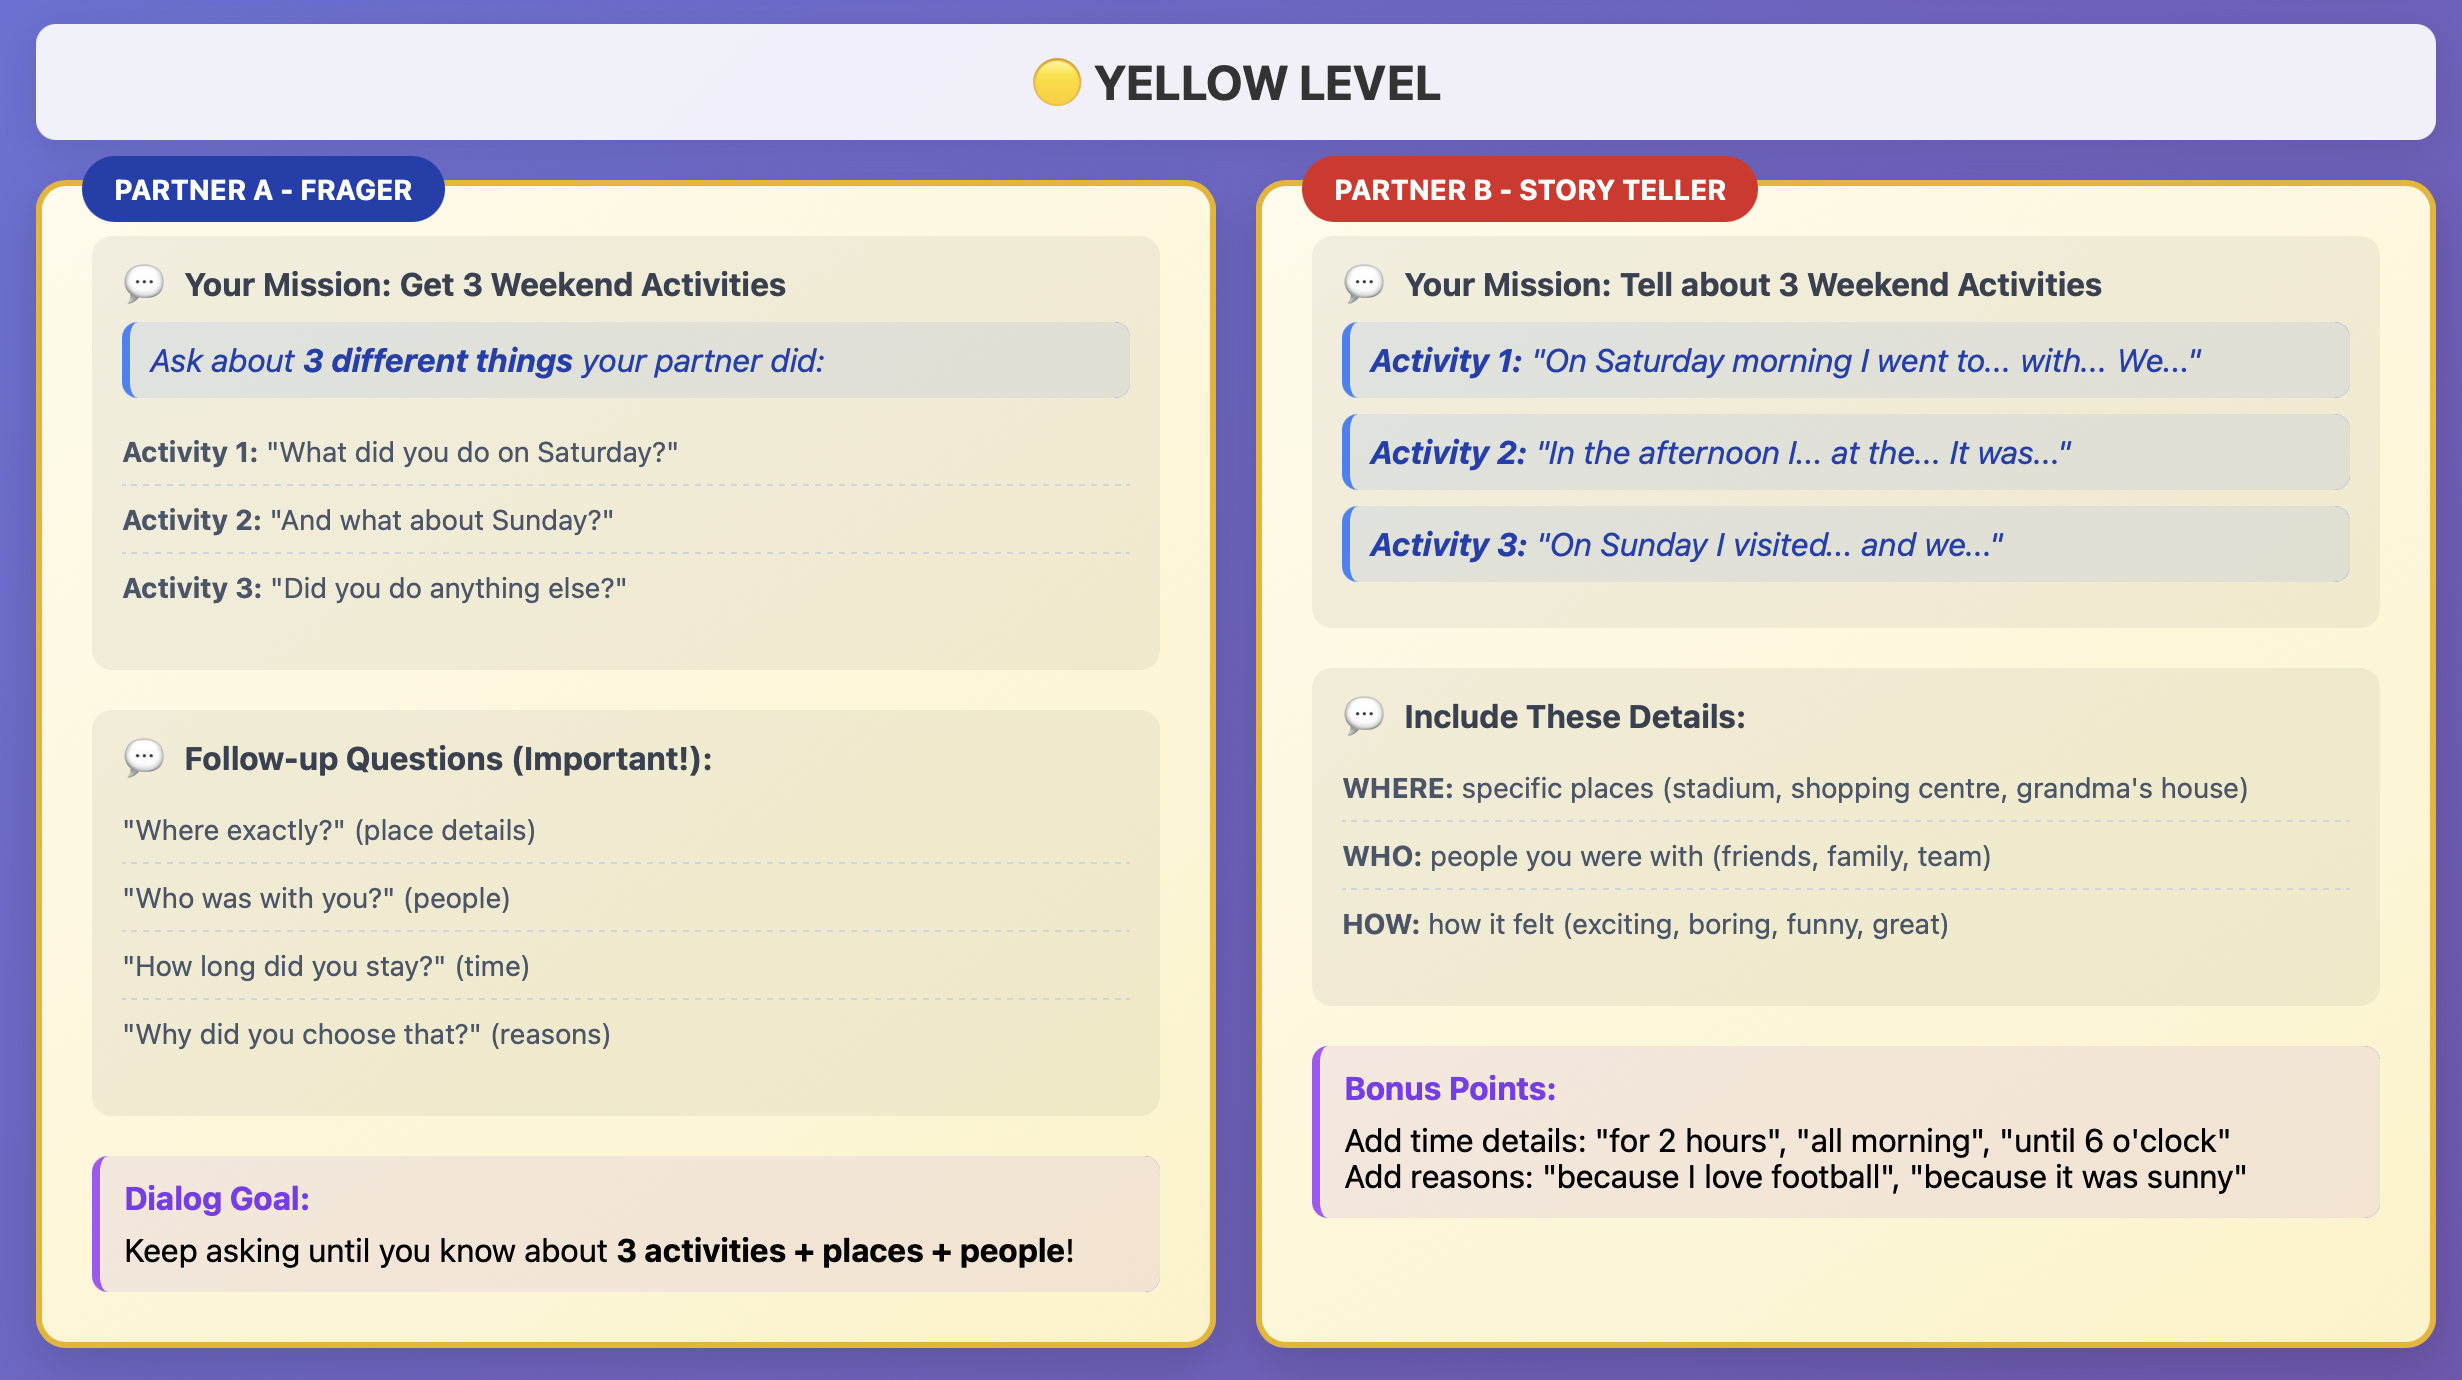 🟡 YELLOW LEVEL
PARTNER A - FRAGER
💬 Your Mission: Get 3 Weekend Activities
Ask about 3 different things your partner did:
Activity 1: "What did you do on Saturday?"
Activity 2: "And what about Sunday?"
Activity 3: "Did you do anything else?"
💬 Follow-up Questions (Important!):
"Where exactly?" (place details)
"Who was with you?" (people)
"How long did you stay?" (time)
"Why did you choose that?" (reasons)
Dialog Goal:
Keep asking until you know about 3 activities + places + people!
PARTNER B - STORY TELLER
💬 Your Mission: Tell about 3 Weekend Activities
Activity 1: "On Saturday morning I went to... with... We..."
Activity 2: "In the afternoon I... at the... It was..."
Activity 3: "On Sunday I visited... and we..."
💬 Include These Details:
WHERE: specific places (stadium, shopping centre, grandma's house)
WHO: people you were with (friends, family, team)
HOW: how it felt (exciting, boring, funny, great)
Bonus Points:
Add time details: "for 2 hours", "all morning", "until 6 o'clock"
Add reasons: "because I love football", "because it was sunny"